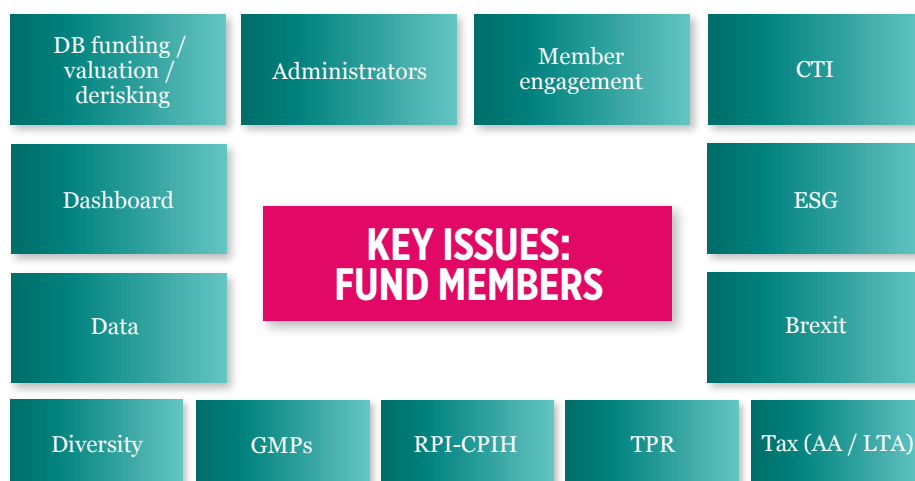 DB funding /
valuation /
derisking
Administrators
Member
engagement
CTI
Dashboard
KEY ISSUES:
FUND MEMBERS
ESG
Data
Brexit
Diversity
GMPs
RPI-CPIH
TPR
Tax (AA / LTA)